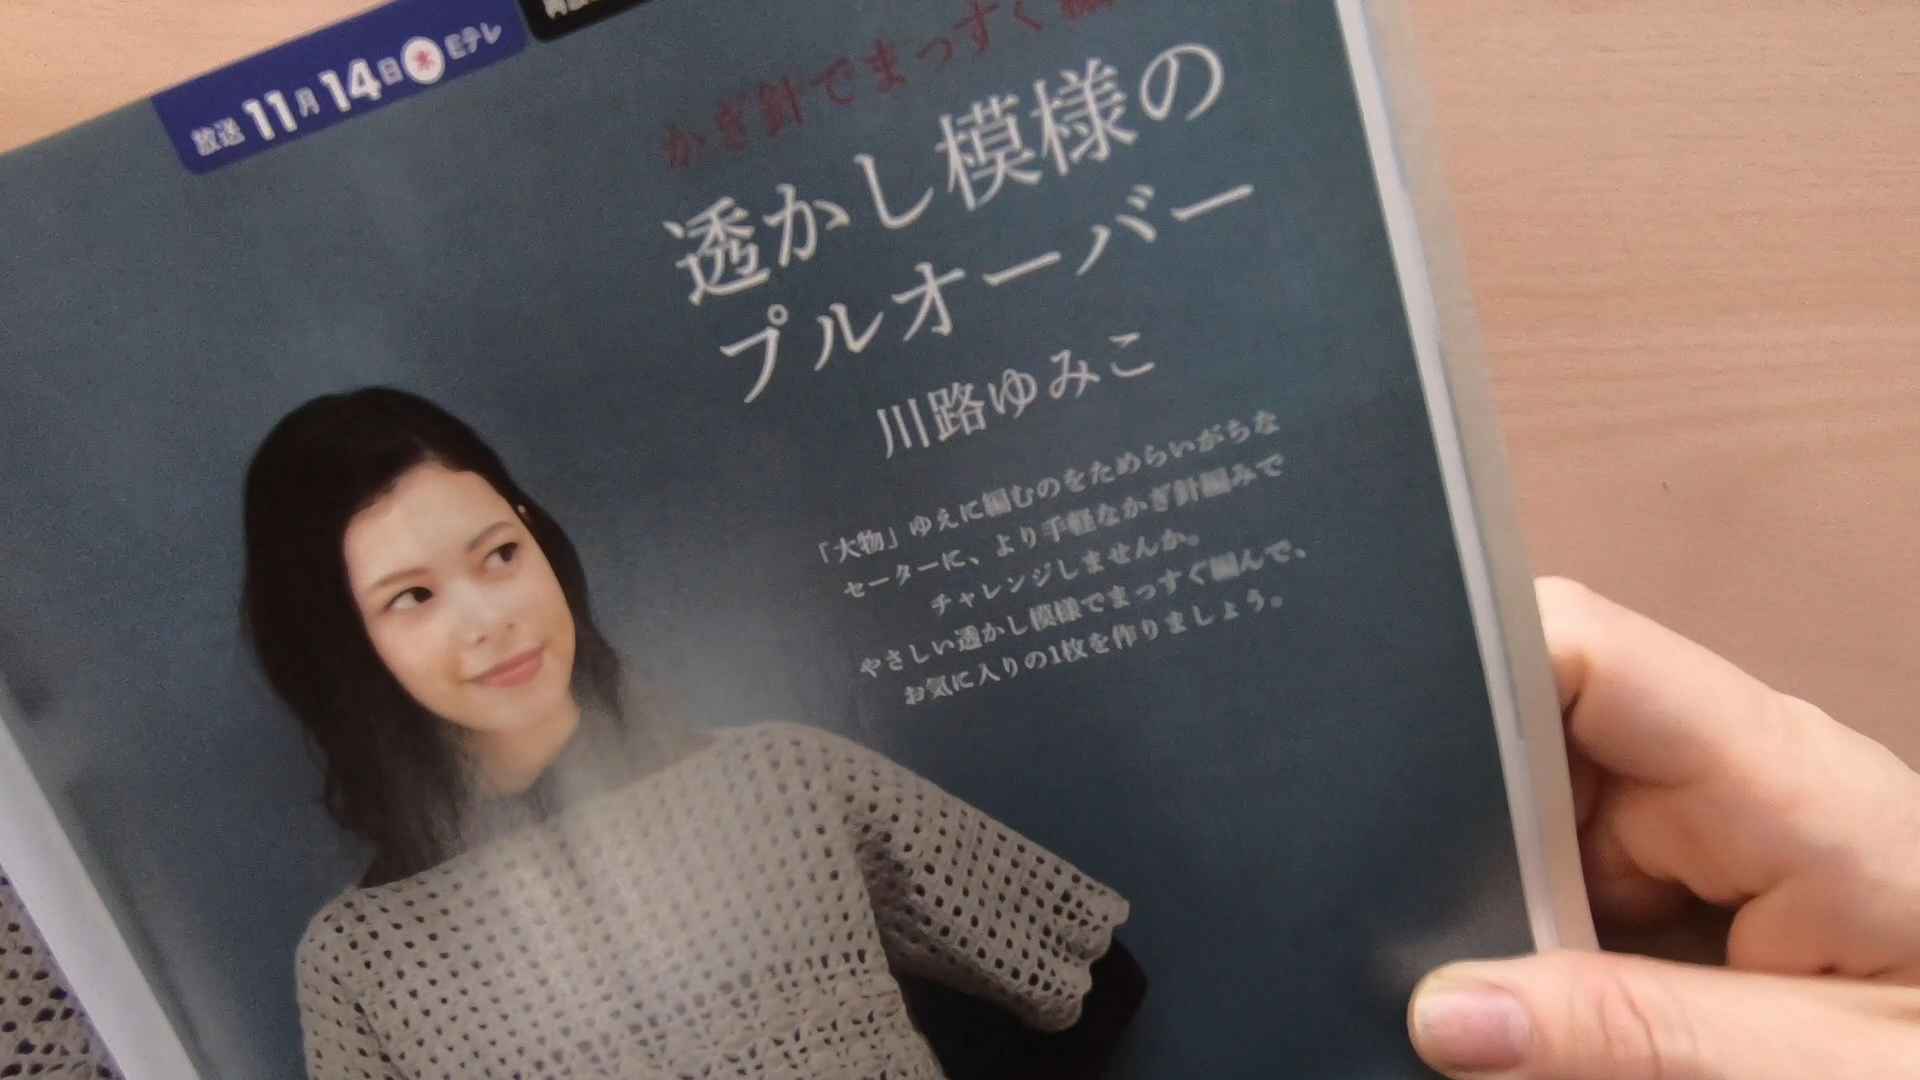 放送 11月14日木 Eテレ
かぎ針でまっすぐ編
透かし模様の
プルオーバー
川路ゆみこ
「大物」ゆえに編むのをためらいがちな
セーターに、より手軽なかぎ針編みで
チャレンジしませんか。
やさしい透かし模様でまっすぐ編んで、
お気に入りの1枚を作りましょう。